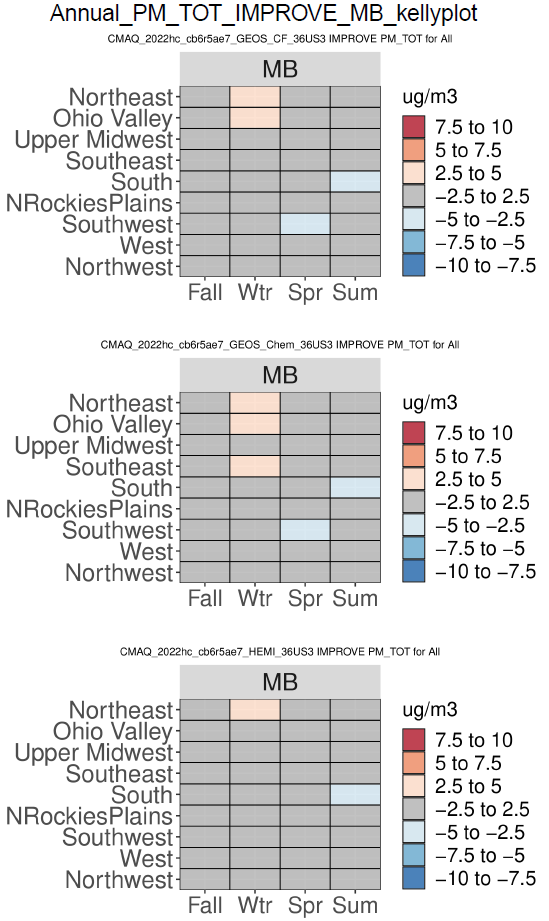 Annual_PM_TOT_IMPROVE_MB_kellyplot
CMAQ_2022hc_cb6r5ae7_GEOS_CF_36US3 IMPROVE PM_TOT for All
MB
Northeast
Ohio Valley
Upper Midwest
Southeast
South
NRockiesPlains
Southwest
West
Northwest
Fall Wtr Spr Sum
ug/m3
7.5 to 10
5 to 7.5
2.5 to 5
−2.5 to 2.5
−5 to −2.5
−7.5 to −5
−10 to −7.5
CMAQ_2022hc_cb6r5ae7_GEOS_Chem_36US3 IMPROVE PM_TOT for All
MB
Northeast
Ohio Valley
Upper Midwest
Southeast
South
NRockiesPlains
Southwest
West
Northwest
Fall Wtr Spr Sum
ug/m3
7.5 to 10
5 to 7.5
2.5 to 5
−2.5 to 2.5
−5 to −2.5
−7.5 to −5
−10 to −7.5
CMAQ_2022hc_cb6r5ae7_HEMI_36US3 IMPROVE PM_TOT for All
MB
Northeast
Ohio Valley
Upper Midwest
Southeast
South
NRockiesPlains
Southwest
West
Northwest
Fall Wtr Spr Sum
ug/m3
7.5 to 10
5 to 7.5
2.5 to 5
−2.5 to 2.5
−5 to −2.5
−7.5 to −5
−10 to −7.5